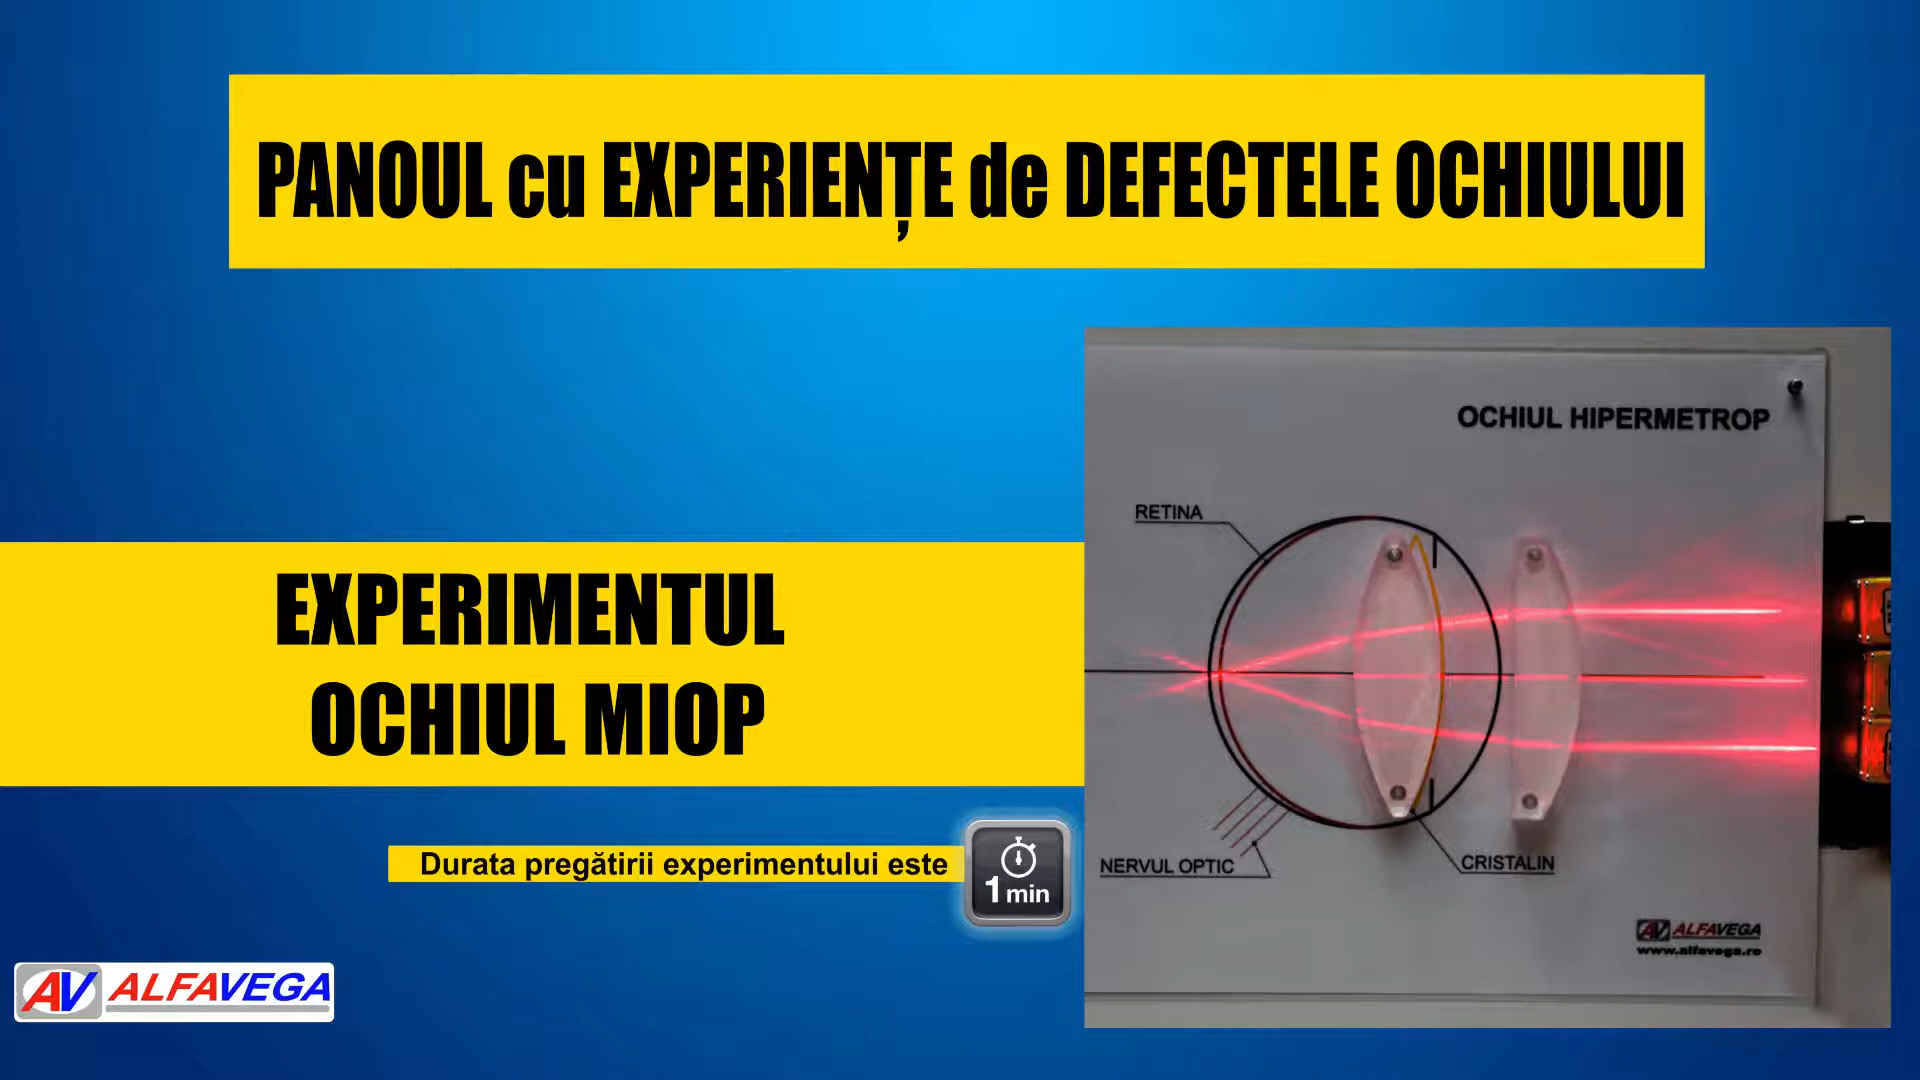 PANOUL cu EXPERIENȚE de DEFECTELE OCHIULUI
OCHIUL HIPERMETROP
RETINA
EXPERIMENTUL
OCHIUL MIOP
Durata pregătirii experimentului este
1 min
NERVUL OPTIC
CRISTALIN
AV ALFAVEGA
www.alfavega.ro
AV ALFAVEGA